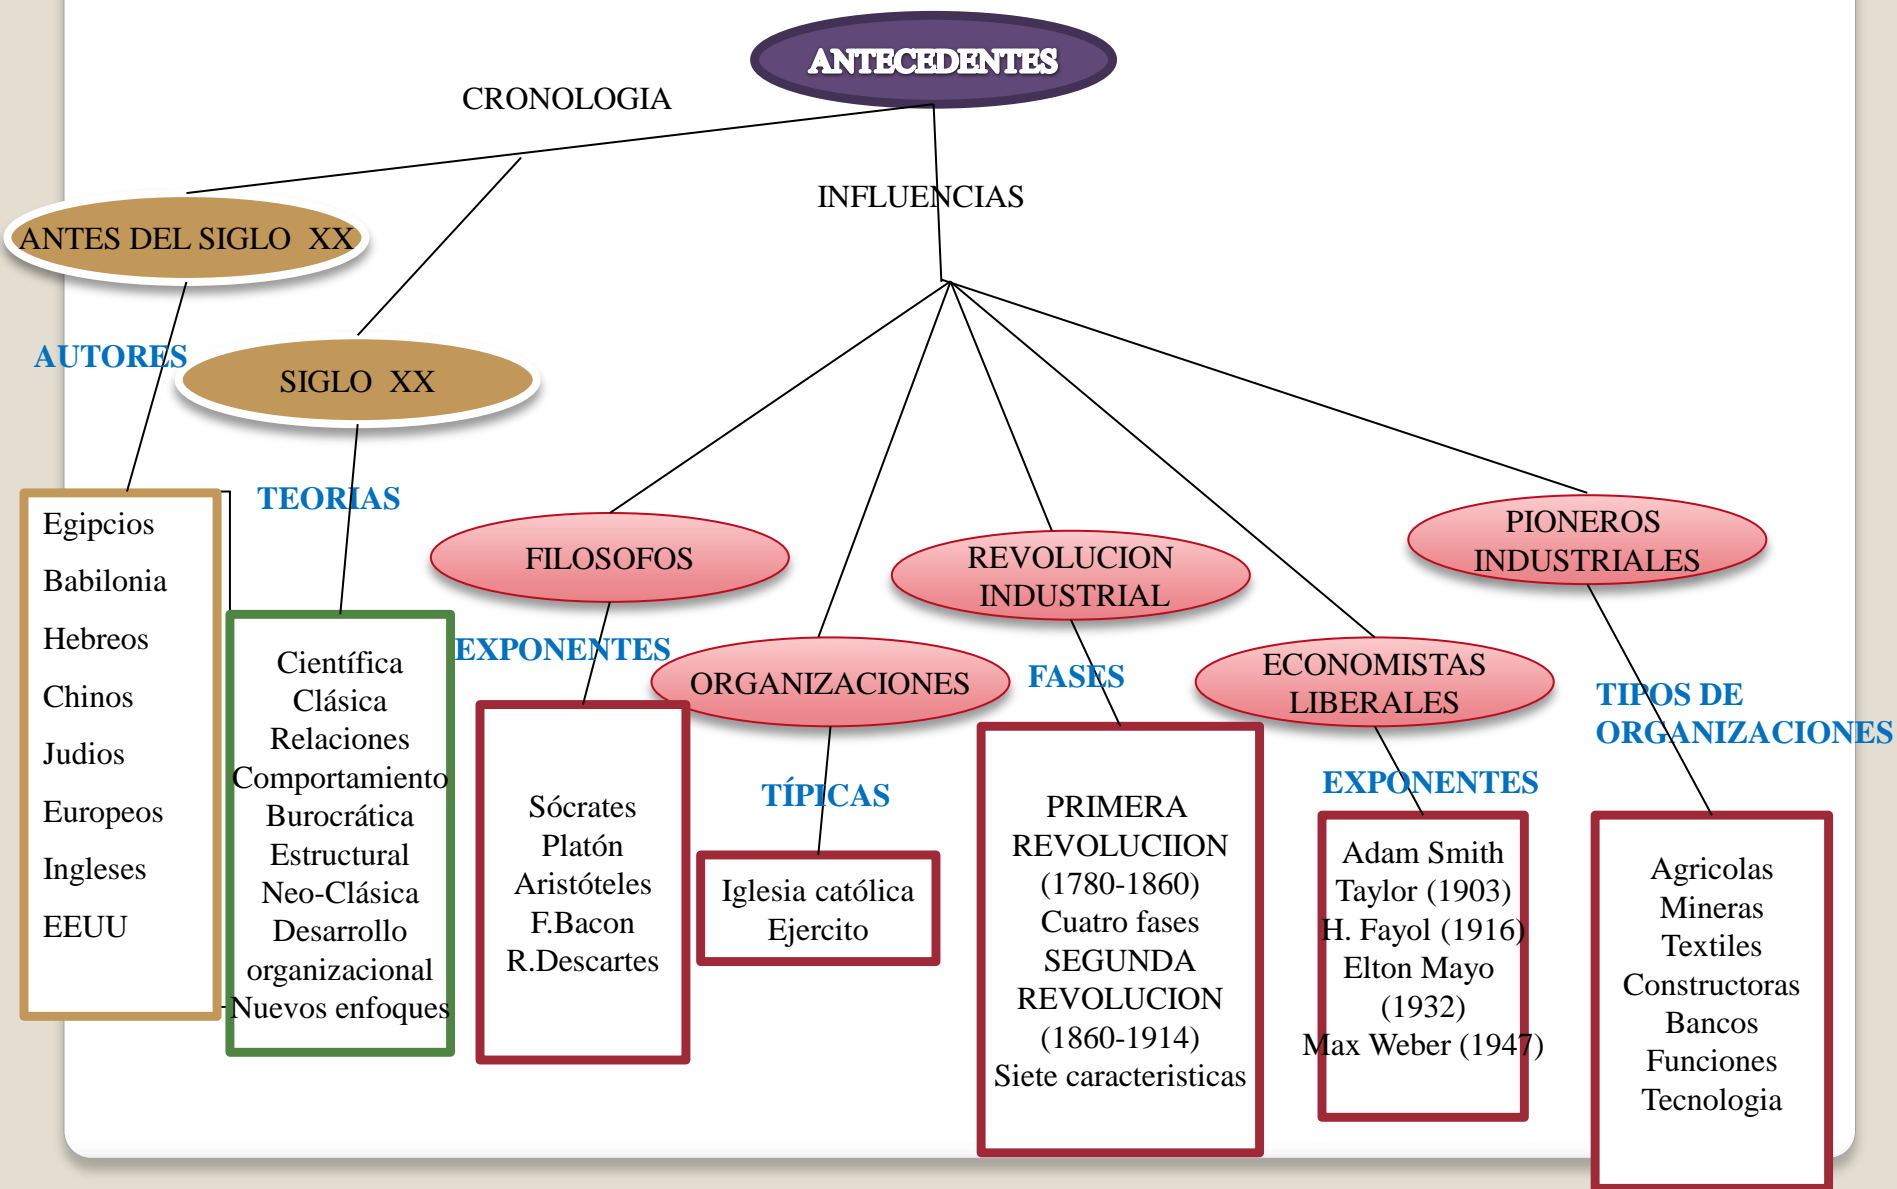 ANTECEDENTES
CRONOLOGIA
INFLUENCIAS
ANTES DEL SIGLO XX
AUTORES
SIGLO XX
TEORIAS
Egipcios
Babilonia
Hebreos
Chinos
Judios
Europeos
Ingleses
EEUU
Científica
Clásica
Relaciones
Comportamiento
Burocrática
Estructural
Neo-Clásica
Desarrollo
organizacional
Nuevos enfoques
FILOSOFOS
EXPONENTES
Sócrates
Platón
Aristóteles
F.Bacon
R.Descartes
ORGANIZACIONES
TÍPICAS
Iglesia católica
Ejercito
REVOLUCION
INDUSTRIAL
FASES
PRIMERA
REVOLUCIION
(1780-1860)
Cuatro fases
SEGUNDA
REVOLUCION
(1860-1914)
Siete caracteristicas
ECONOMISTAS
LIBERALES
EXPONENTES
Adam Smith
Taylor (1903)
H. Fayol (1916)
Elton Mayo
(1932)
Max Weber (1947)
PIONEROS
INDUSTRIALES
TIPOS DE
ORGANIZACIONES
Agricolas
Mineras
Textiles
Constructoras
Bancos
Funciones
Tecnologia